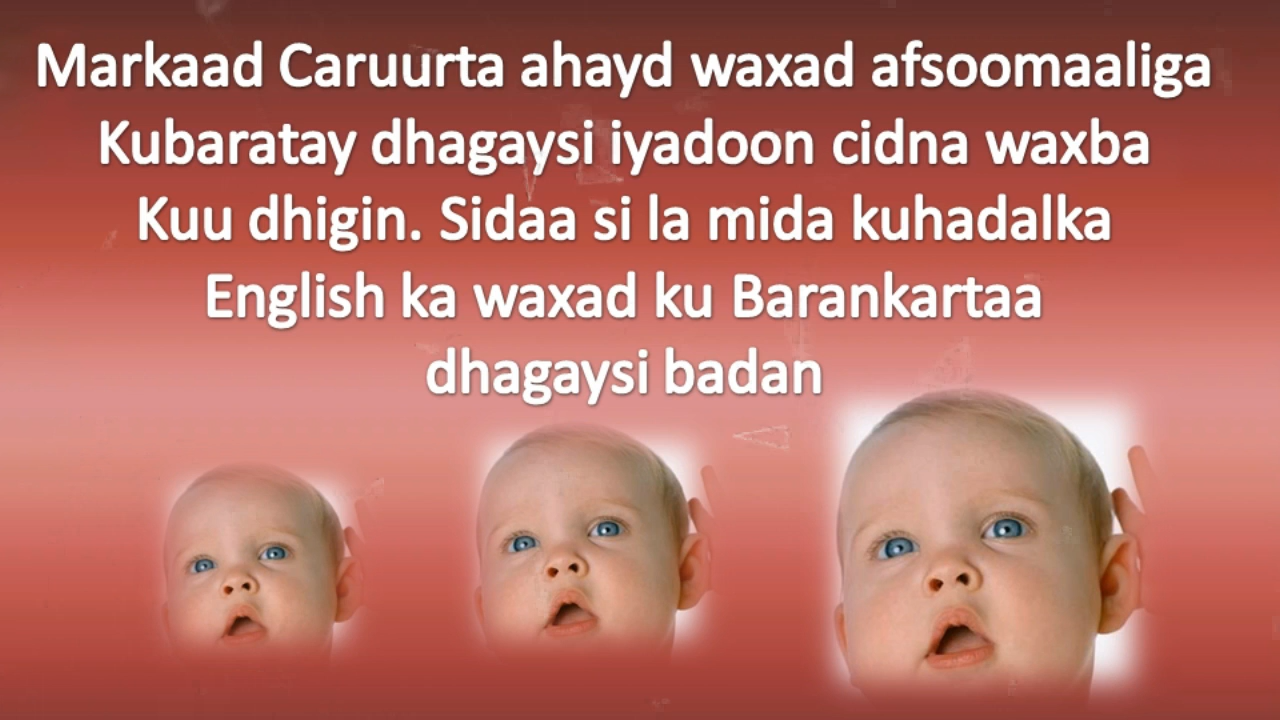 Markaad Caruurta ahayd waxad afsoomaaliga
Kubaratay dhagaysi iyadoon cidna waxba
Kuu dhigin. Sidaa si la mida kuhadalka
English ka waxad ku Barankartaa
dhagaysi badan